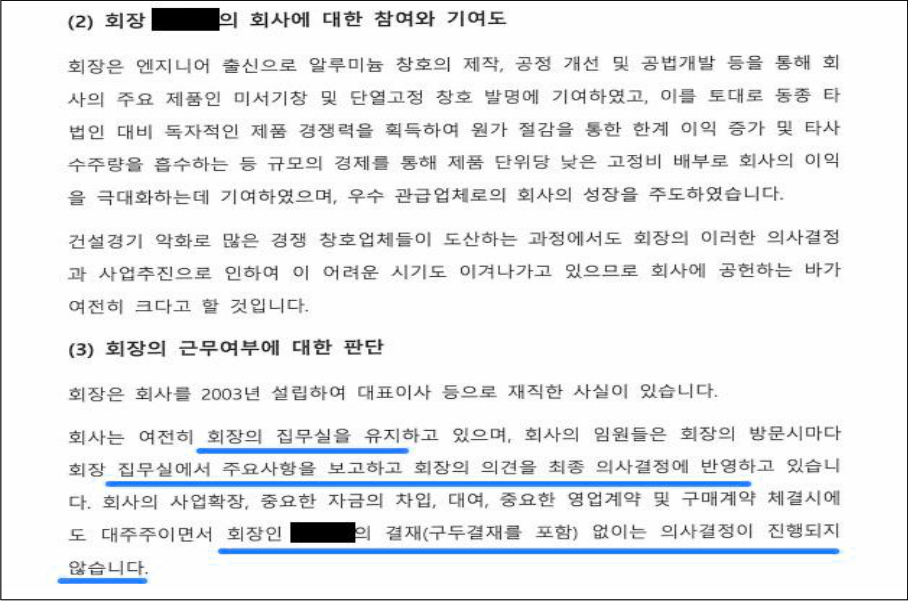 (2) 회장 의 회사에 대한 참여와 기여도
회장은 엔지니어 출신으로 알루미늄 창호의 제작, 공정 개선 및 공법개발 등을 통해 회
사의 주요 제품인 미서기창 및 단열고정 창호 발명에 기여하였고, 이를 토대로 동종 타
법인 대비 독자적인 제품 경쟁력을 획득하여 원가 절감을 통한 한계 이익 증가 및 타사
수주량을 흡수하는 등 규모의 경제를 통해 제품 단위당 낮은 고정비 배부로 회사의 이익
을 극대화하는데 기여하였으며, 우수 관급업체로의 회사의 성장을 주도하였습니다.
건설경기 악화로 많은 경쟁 창호업체들이 도산하는 과정에서도 회장의 이러한 의사결정
과 사업추진으로 인하여 이 어려운 시기도 이겨나가고 있으므로 회사에 공헌하는 바가
여전히 크다고 할 것입니다.
(3) 회장의 근무여부에 대한 판단
회장은 회사를 2003년 설립하여 대표이사 등으로 재직한 사실이 있습니다.
회사는 여전히 회장의 집무실을 유지하고 있으며, 회사의 임원들은 회장의 방문시마다
회장 집무실에서 주요사항을 보고하고 회장의 의견을 최종 의사결정에 반영하고 있습니
다. 회사의 사업확장, 중요한 자금의 차입, 대여, 중요한 영업계약 및 구매계약 체결시에
도 대주주이면서 회장인 의 결재(구두결재를 포함) 없이는 의사결정이 진행되지
않습니다.